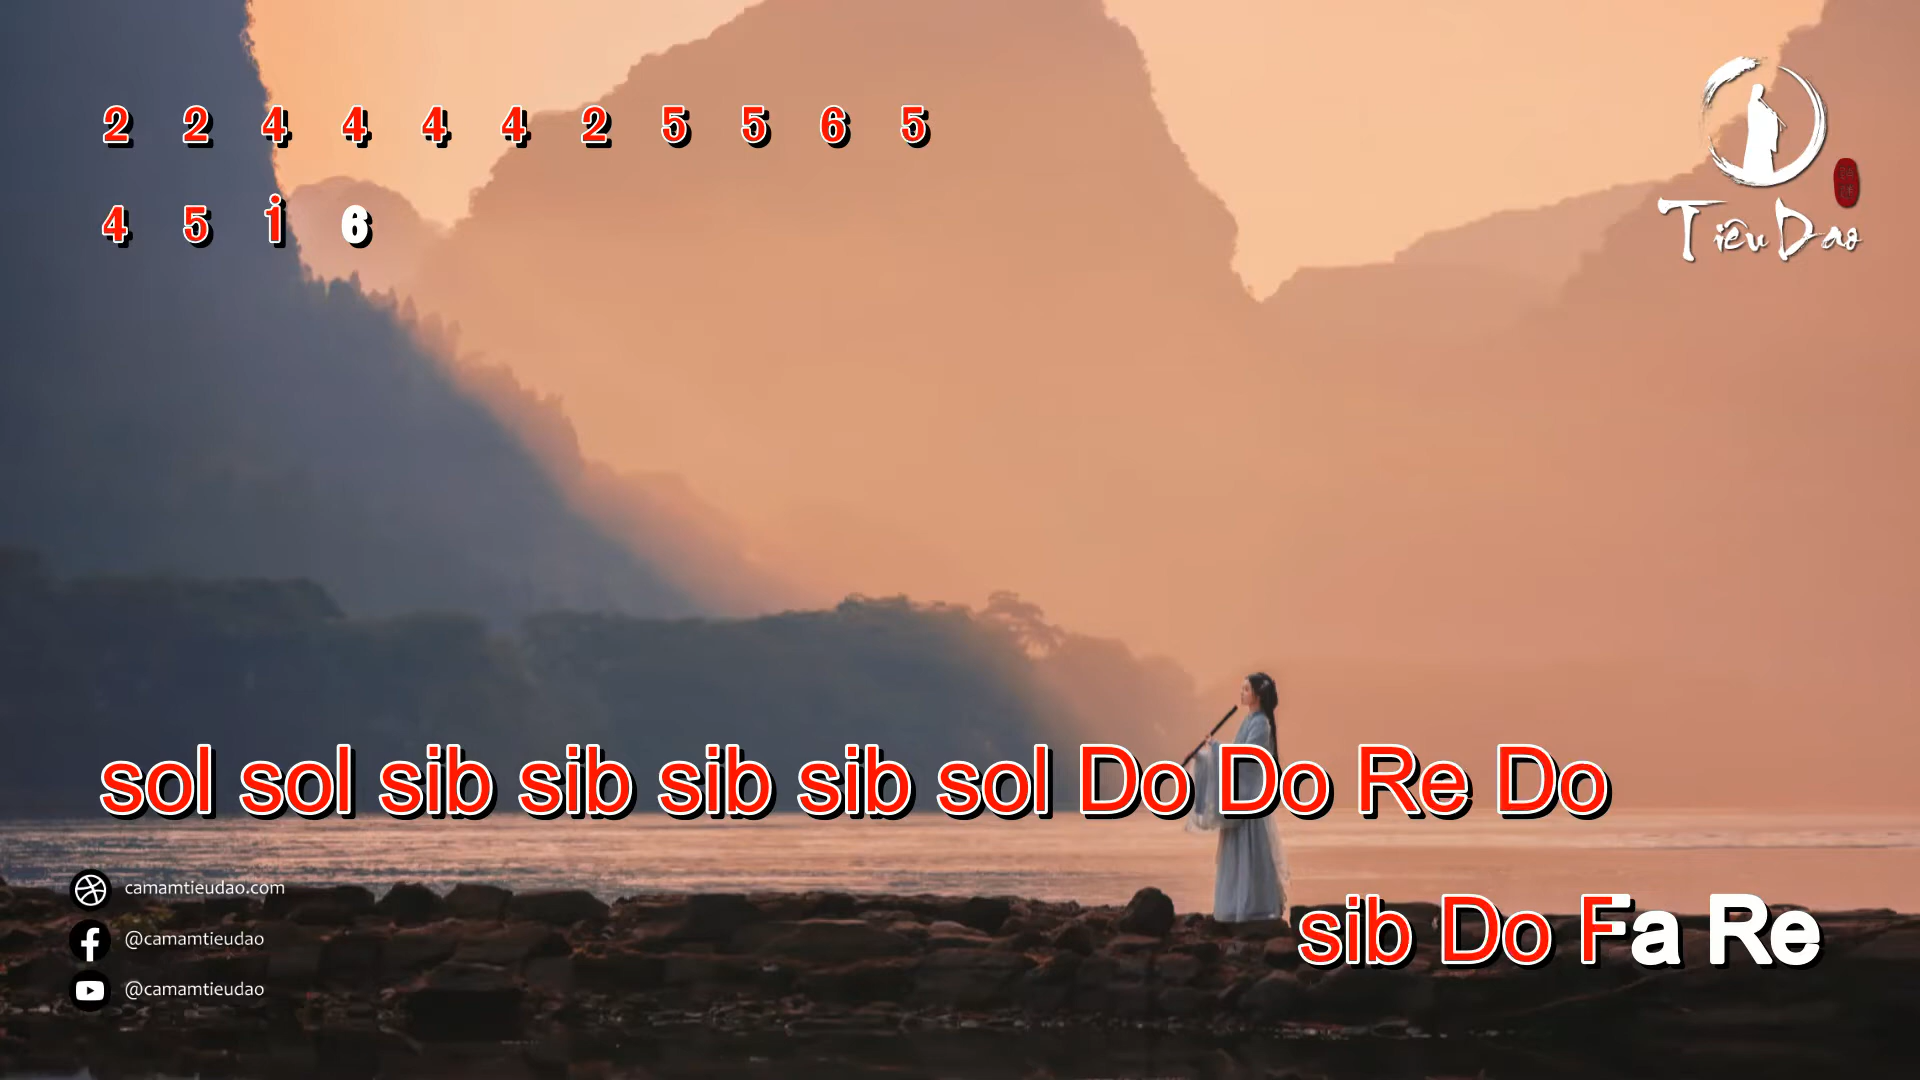 2 2 4 4 4 4 2 5 5 6 5
4 5 1̇ 6
Tiêu Dao
sol sol sib sib sib sib sol Do Do Re Do
sib Do Fa Re
camamtieudao.com
@camamtieudao
@camamtieudao